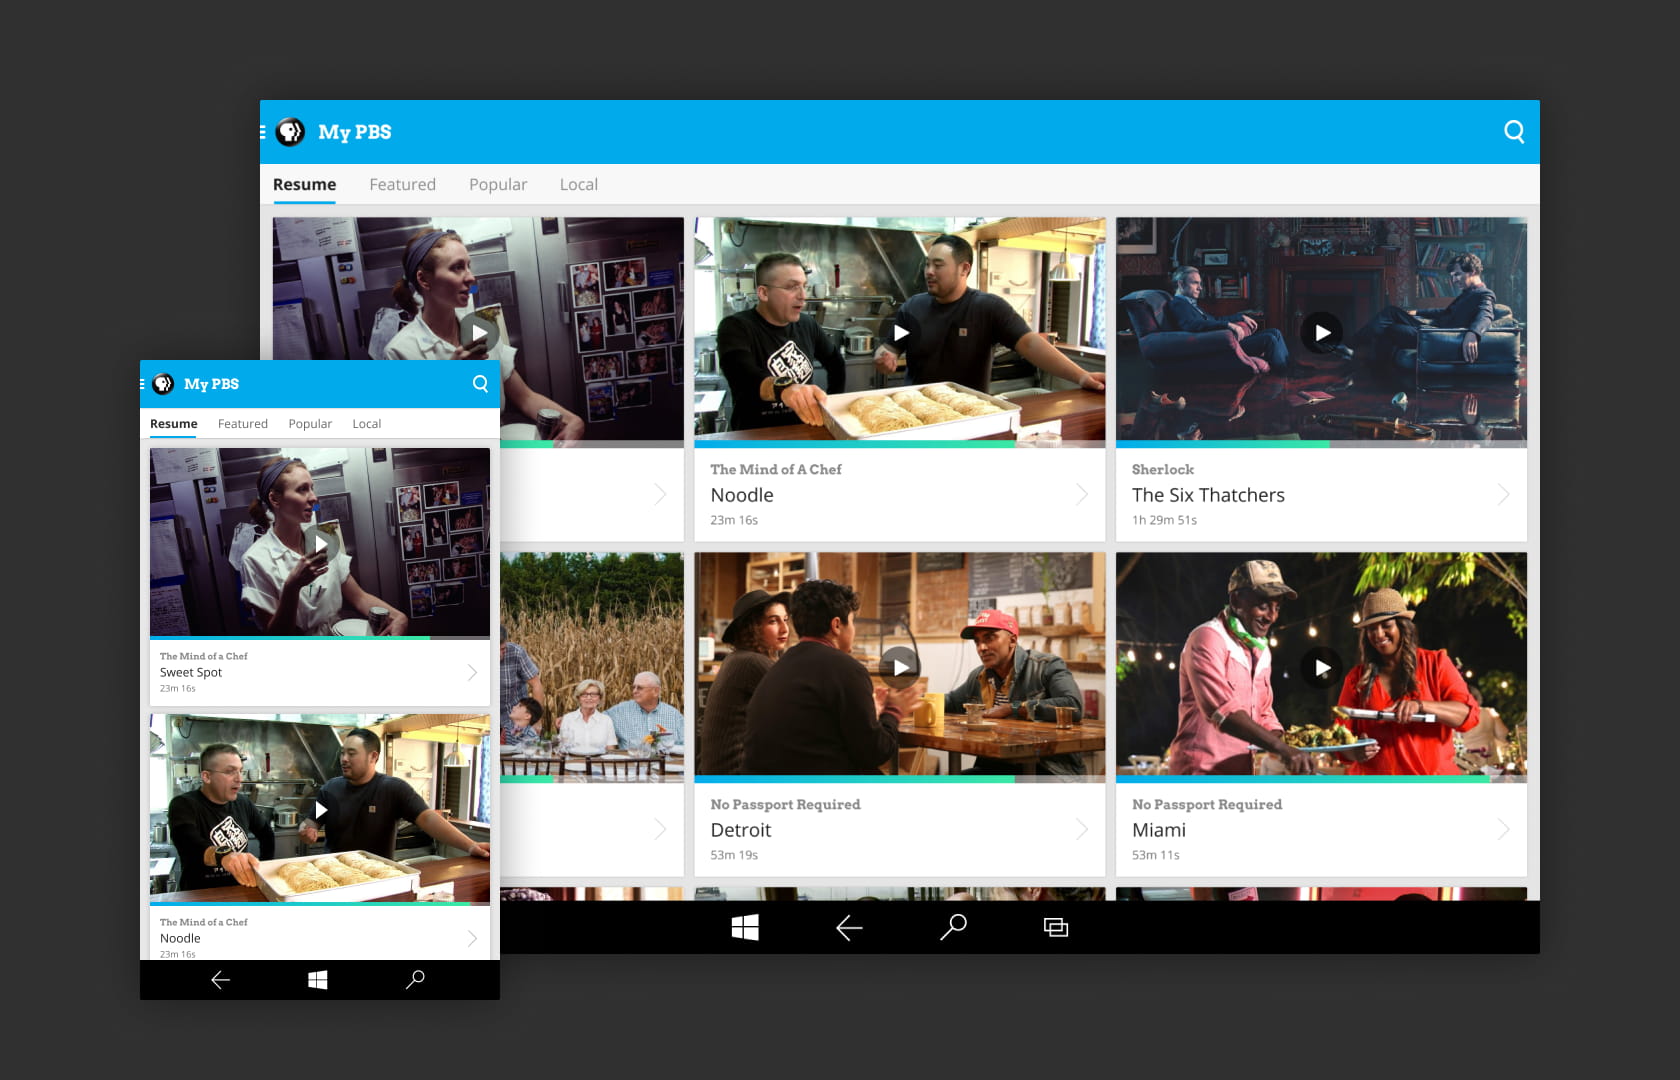 My PBS
Resume Featured Popular Local
The Mind of A Chef
Noodle
23m 16s
Sherlock
The Six Thatchers
1h 29m 51s
No Passport Required
Detroit
53m 19s
No Passport Required
Miami
53m 11s
My PBS
Resume Featured Popular Local
The Mind of a Chef
Sweet Spot
23m 16s
The Mind of a Chef
Noodle
23m 16s